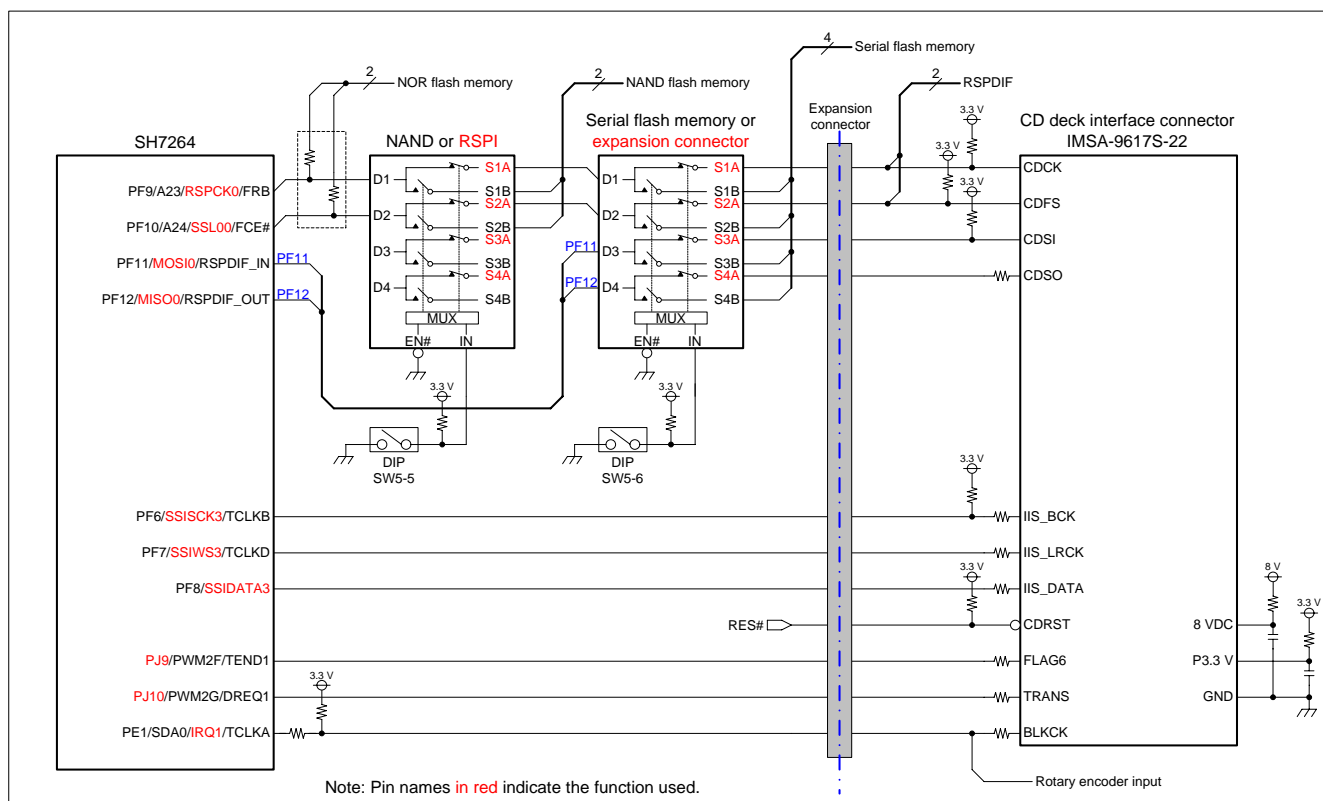 4
Serial flash memory
2
NOR flash memory
2
NAND flash memory
2
RSPDIF
Expansion
connector
3.3 V
3.3 V
3.3 V
CD deck interface connector
IMSA-9617S-22
SH7264
NAND or RSPI
Serial flash memory or
expansion connector
PF9/A23/RSPCK0/FRB
PF10/A24/SSL00/FCE#
PF11/MOSI0/RSPDIF_IN
PF12/MISO0/RSPDIF_OUT
PF11
PF12
D1
D2
D3
D4
S1A
S1B
S2A
S2B
S3A
S3B
S4A
S4B
MUX
EN#
IN
PF11
PF12
D1
D2
D3
D4
S1A
S1B
S2A
S2B
S3A
S3B
S4A
S4B
MUX
EN#
IN
CDCK
CDFS
CDSI
CDSO
3.3 V
DIP
SW5-5
3.3 V
DIP
SW5-6
PF6/SSISCK3/TCLKB
3.3 V
IIS_BCK
PF7/SSIWS3/TCLKD
IIS_LRCK
PF8/SSIDATA3
3.3 V
IIS_DATA
8 V
3.3 V
RES#
CDRST
8 VDC
PJ9/PWM2F/TEND1
FLAG6
P3.3 V
3.3 V
PJ10/PWM2G/DREQ1
TRANS
GND
PE1/SDA0/IRQ1/TCLKA
BLKCK
Rotary encoder input
Note: Pin names in red indicate the function used.